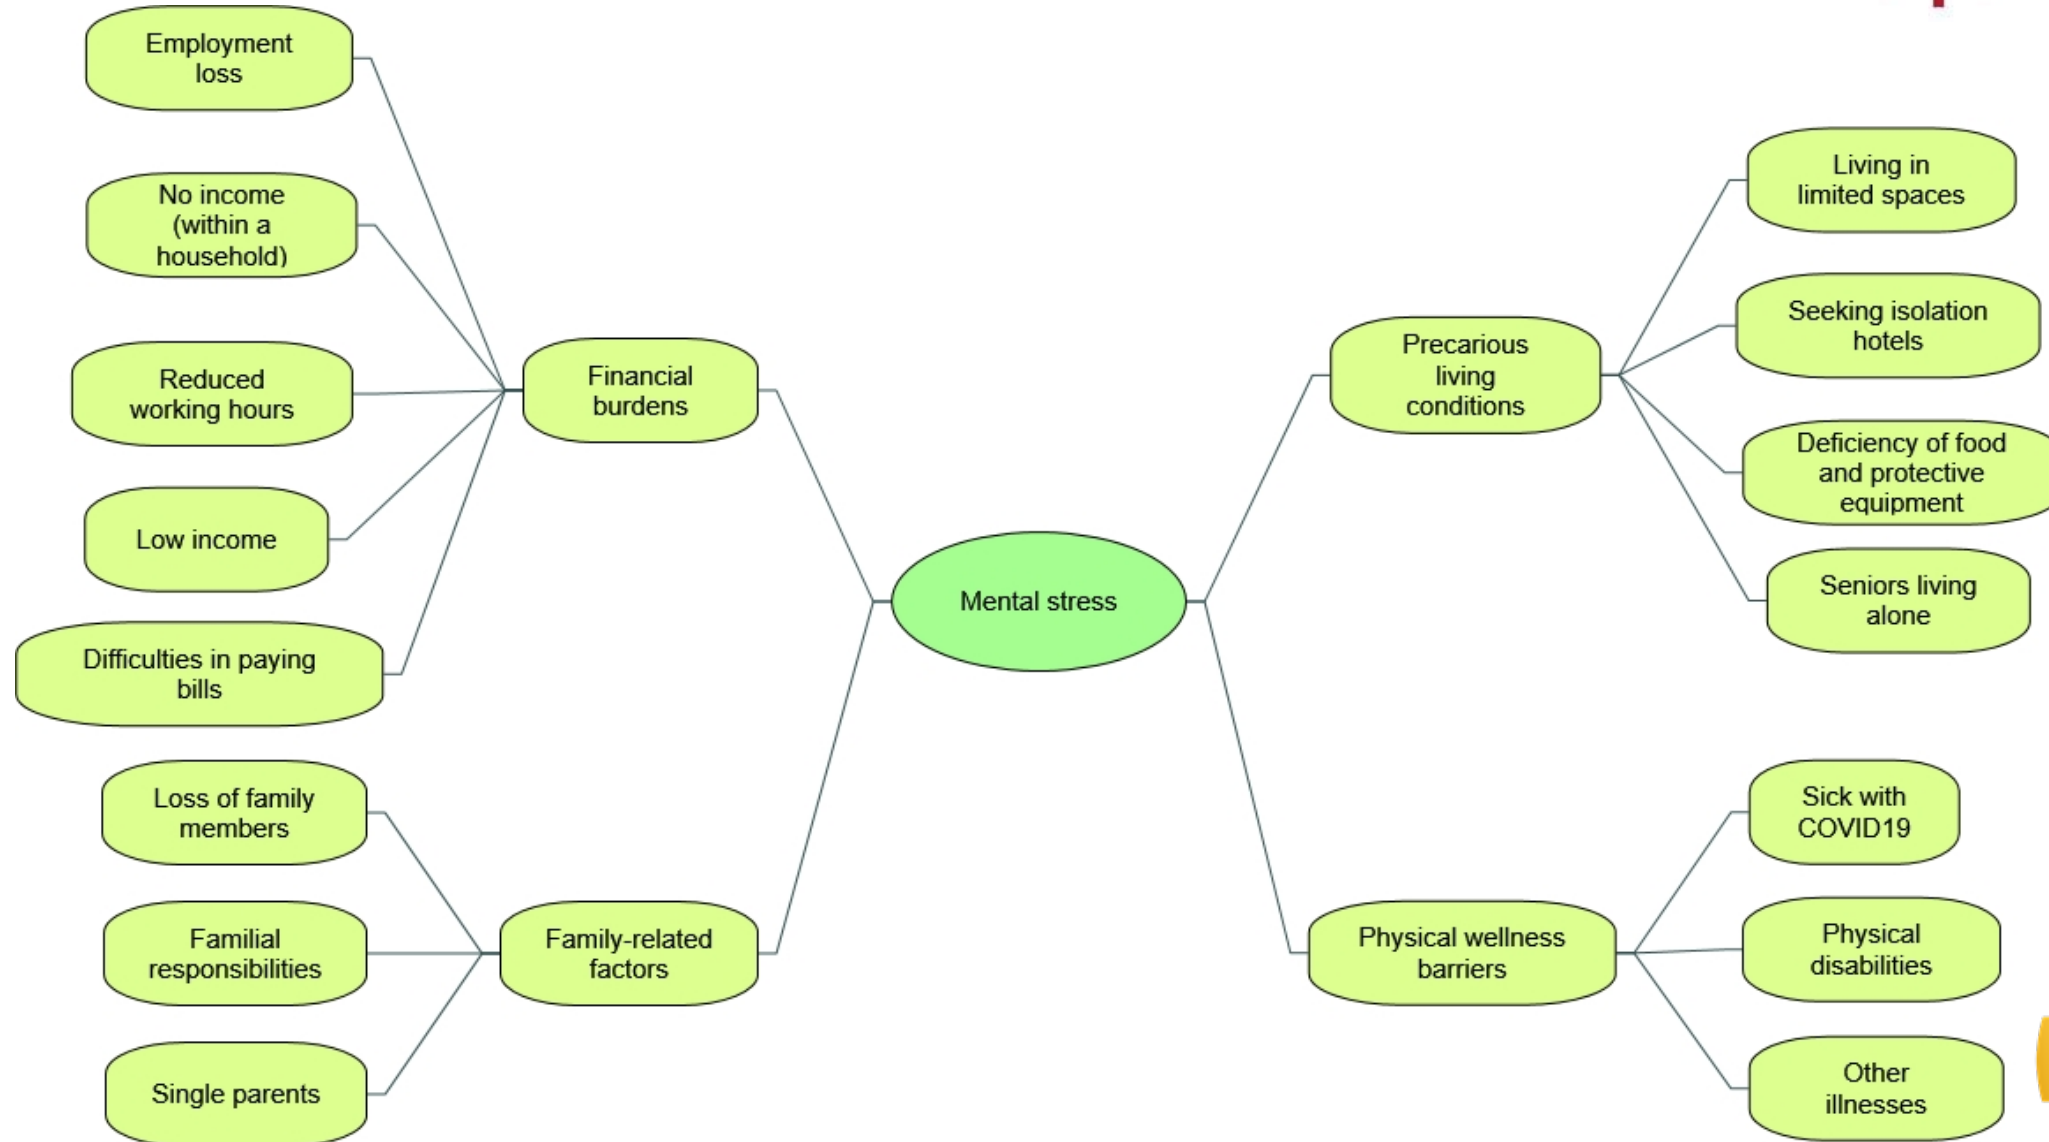 Employment
loss
No income
(within a
household)
Reduced
working hours
Low income
Difficulties in paying
bills
Financial
burdens
Loss of family
members
Familial
responsibilities
Single parents
Family-related
factors
Mental stress
Precarious
living
conditions
Living in
limited spaces
Seeking isolation
hotels
Deficiency of food
and protective
equipment
Seniors living
alone
Physical wellness
barriers
Sick with
COVID19
Physical
disabilities
Other
illnesses